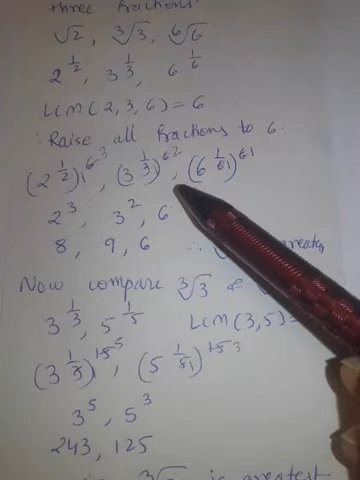 three fractions
√2, ∛3, ⁶√6
2^(1/2), 3^(1/3), 6^(1/6)
LCM(2,3,6) = 6
∴ Raise all fractions to 6.
(2^(1/2))^6 3, (3^(1/3))^6 2, (6^(1/6))^6 1
2³, 3², 6
8, 9, 6 ∴ greater
Now compare ∛3 &
3^(1/3), 5^(1/5) LCM(3,5) =
(3^(1/3))^15 5, (5^(1/5))^15 3
3⁵, 5³
243, 125
is greatest